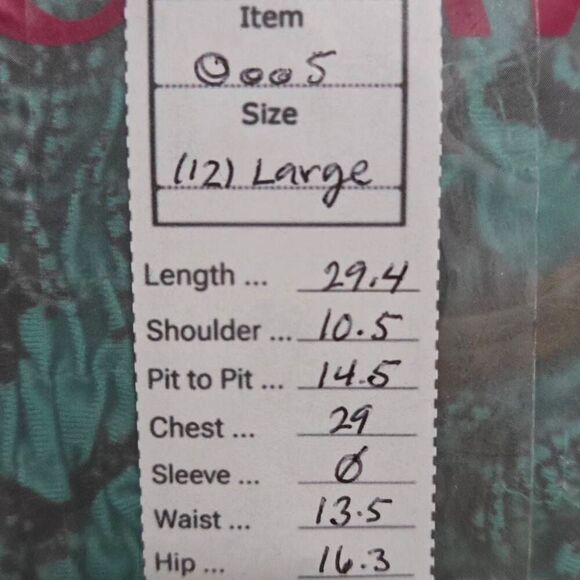 Item
0005
Size
(12) Large
Length ... 29.4
Shoulder ... 10.5
Pit to Pit ... 14.5
Chest ... 29
Sleeve ... Ø
Waist ... 13.5
Hip ... 16.3